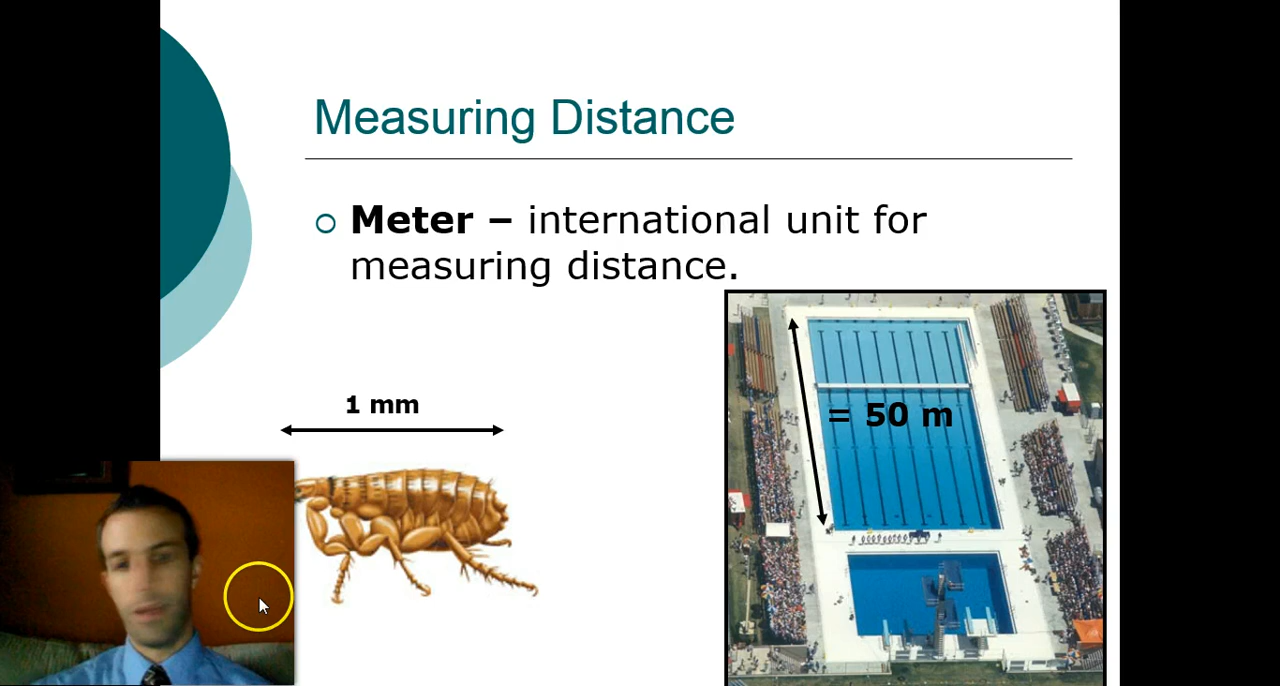 Measuring Distance
Meter – international unit for
measuring distance.
1 mm
= 50 m